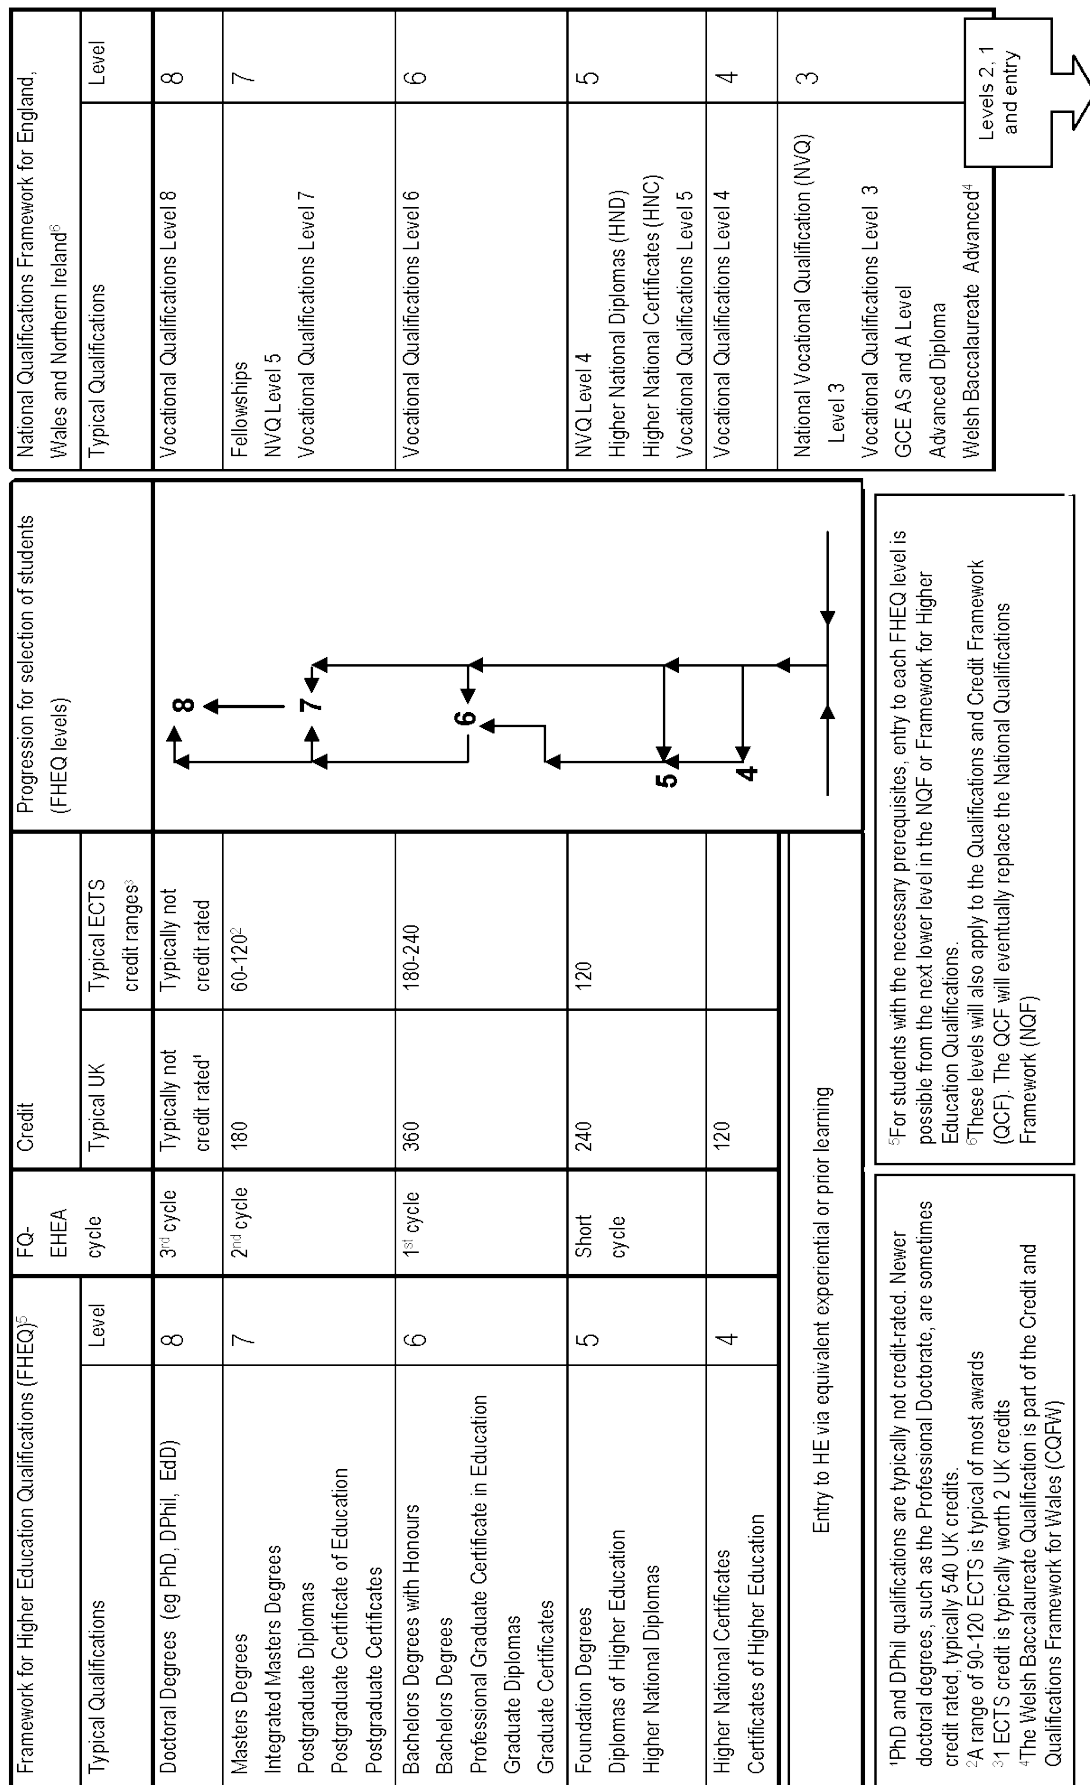 Framework for Higher Education Qualifications (FHEQ)⁵
Typical Qualifications
Level
FQ-
EHEA
cycle
Credit
Typical UK
Typical ECTS
credit ranges³
Progression for selection of students
(FHEQ levels)
National Qualifications Framework for England,
Wales and Northern Ireland⁶
Typical Qualifications
Level
Doctoral Degrees (eg PhD, DPhil, EdD)
8
3rd cycle
Typically not
credit rated¹
Typically not
credit rated
8
Vocational Qualifications Level 8
8
Masters Degrees
Integrated Masters Degrees
Postgraduate Diplomas
Postgraduate Certificate of Education
Postgraduate Certificates
7
2nd cycle
180
60-120²
7
Fellowships
NVQ Level 5
Vocational Qualifications Level 7
7
Bachelors Degrees with Honours
Bachelors Degrees
Professional Graduate Certificate in Education
Graduate Diplomas
Graduate Certificates
6
1st cycle
360
180-240
6
Vocational Qualifications Level 6
6
Foundation Degrees
Diplomas of Higher Education
Higher National Diplomas
5
Short
cycle
240
120
5
NVQ Level 4
Higher National Diplomas (HND)
Higher National Certificates (HNC)
Vocational Qualifications Level 5
5
Higher National Certificates
Certificates of Higher Education
4
120
4
Vocational Qualifications Level 4
4
Entry to HE via equivalent experiential or prior learning
National Vocational Qualification (NVQ)
Level 3
Vocational Qualifications Level 3
GCE AS and A Level
Advanced Diploma
Welsh Baccalaureate Advanced⁴
3
Levels 2, 1
and entry
¹PhD and DPhil qualifications are typically not credit-rated. Newer
doctoral degrees, such as the Professional Doctorate, are sometimes
credit rated, typically 540 UK credits.
²A range of 90-120 ECTS is typical of most awards
³1 ECTS credit is typically worth 2 UK credits
⁴The Welsh Baccalaureate Qualification is part of the Credit and
Qualifications Framework for Wales (CQFW)
⁵For students with the necessary prerequisites, entry to each FHEQ level is
possible from the next lower level in the NQF or Framework for Higher
Education Qualifications.
⁶These levels will also apply to the Qualifications and Credit Framework
(QCF). The QCF will eventually replace the National Qualifications
Framework (NQF)